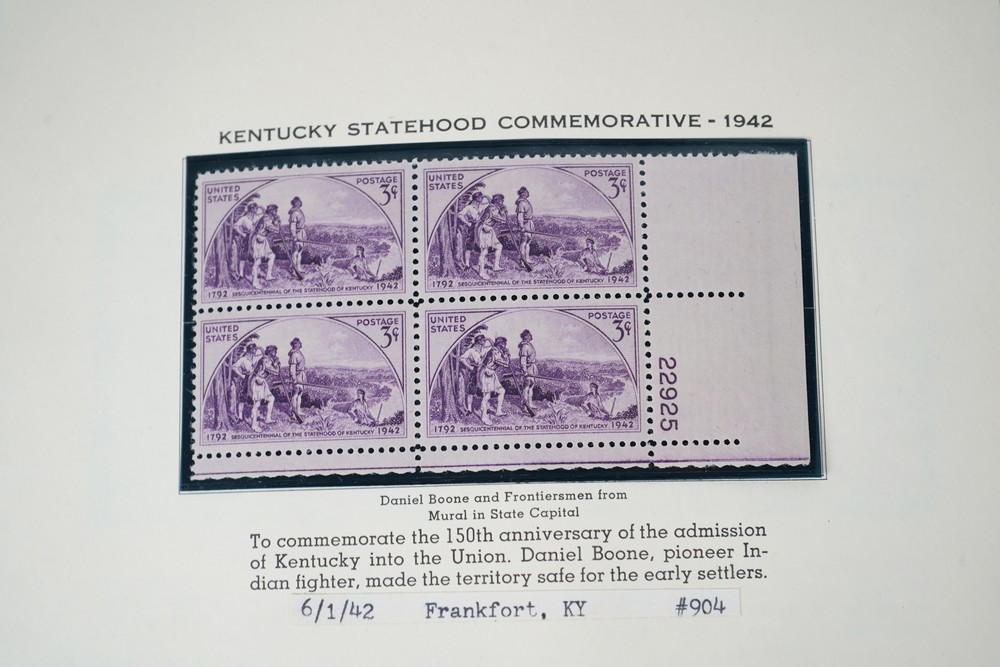 KENTUCKY STATEHOOD COMMEMORATIVE - 1942
UNITED STATES POSTAGE 3¢
1792 SESQUICENTENNIAL OF THE STATEHOOD OF KENTUCKY 1942
UNITED STATES POSTAGE 3¢
1792 SESQUICENTENNIAL OF THE STATEHOOD OF KENTUCKY 1942
UNITED STATES POSTAGE 3¢
1792 SESQUICENTENNIAL OF THE STATEHOOD OF KENTUCKY 1942
UNITED STATES POSTAGE 3¢
1792 SESQUICENTENNIAL OF THE STATEHOOD OF KENTUCKY 1942
22925
Daniel Boone and Frontiersmen from
Mural in State Capital
To commemorate the 150th anniversary of the admission
of Kentucky into the Union. Daniel Boone, pioneer In-
dian fighter, made the territory safe for the early settlers.
6/1/42 Frankfort, KY #904